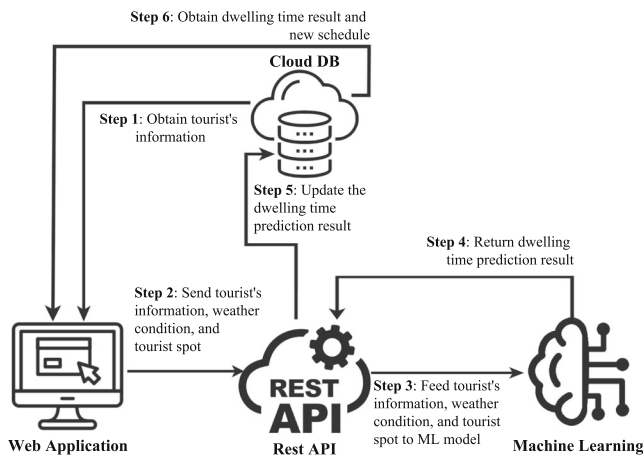 Step 6: Obtain dwelling time result and
new schedule
Cloud DB
Step 1: Obtain tourist's
information
Step 5: Update the
dwelling time
prediction result
Step 4: Return dwelling
time prediction result
Step 2: Send tourist's
information, weather
condition, and
tourist spot
REST
API
Step 3: Feed tourist's
information, weather
condition, and tourist
spot to ML model
Web Application
Rest API
Machine Learning